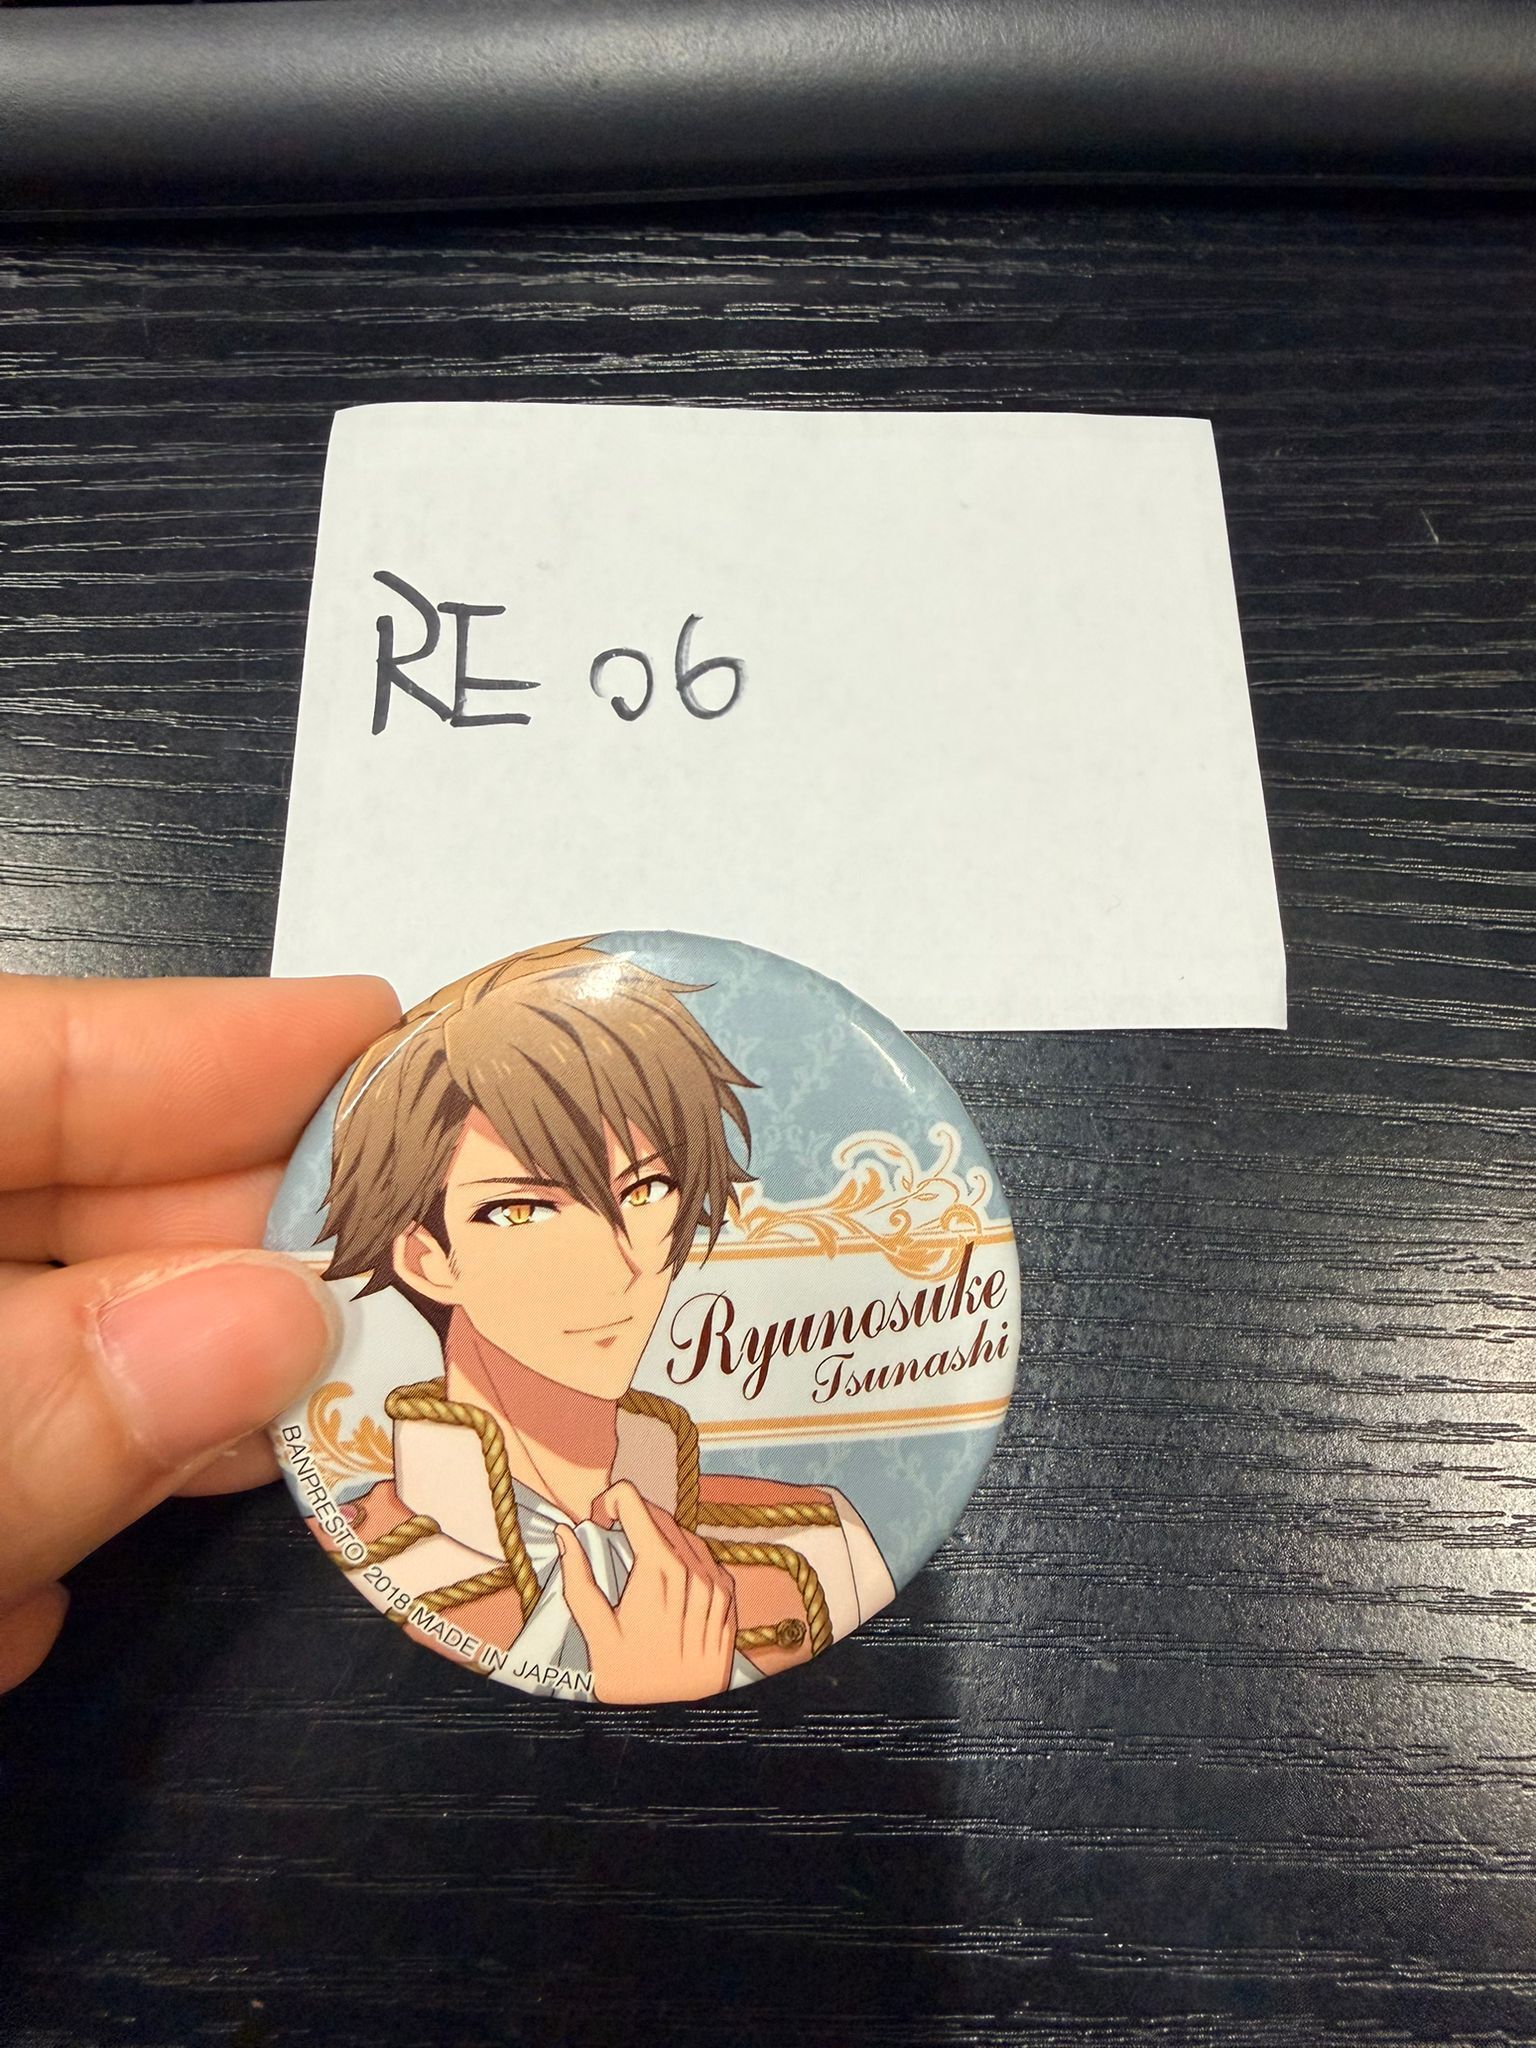 RE 06
Ryunosuke
Tsunashi
BANPRESTO 2018 MADE IN JAPAN